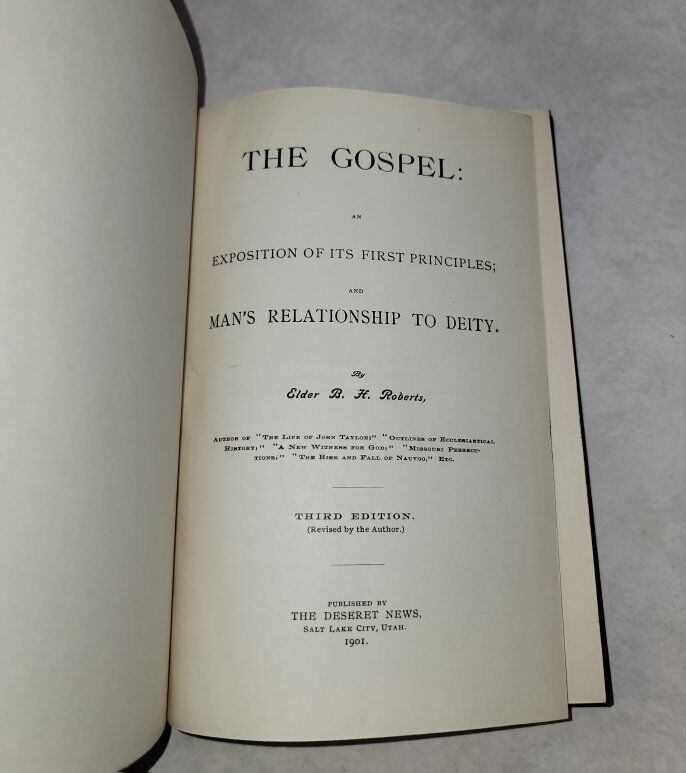 THE GOSPEL:
AN
EXPOSITION OF ITS FIRST PRINCIPLES;
AND
MAN'S RELATIONSHIP TO DEITY.
By
Elder B. H. Roberts,
AUTHOR OF "THE LIFE OF JOHN TAYLOR;" "OUTLINES OF ECCLESIASTICAL
HISTORY;" "A NEW WITNESS FOR GOD;" "MISSOURI PERSECU-
TIONS;" "THE RISE AND FALL OF NAUVOO," ETC.
THIRD EDITION.
(Revised by the Author.)
PUBLISHED BY
THE DESERET NEWS,
SALT LAKE CITY, UTAH.
1901.